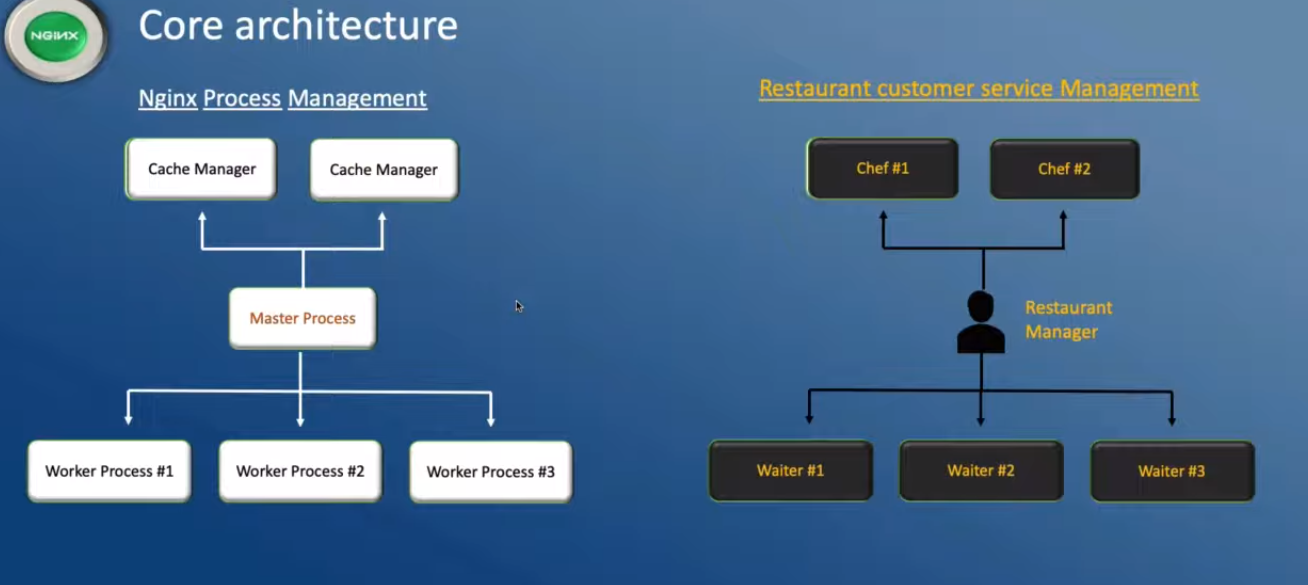 NGINX
Core architecture
Nginx Process Management
Cache Manager
Cache Manager
Master Process
Worker Process #1
Worker Process #2
Worker Process #3
Restaurant customer service Management
Chef #1
Chef #2
Restaurant
Manager
Waiter #1
Waiter #2
Waiter #3